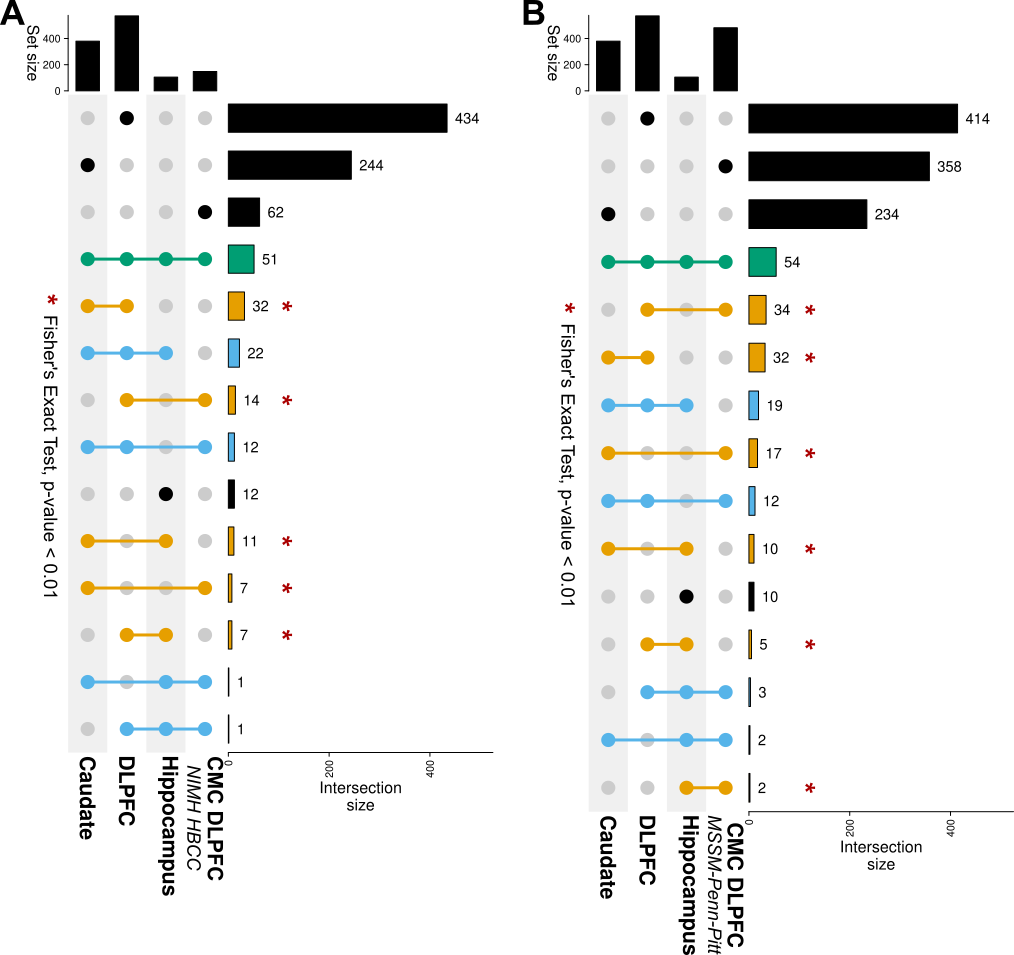 A
Set size
400
200
0
434
244
62
51
32 *
22
14 *
12
12
11 *
7 *
7 *
1
1
* Fisher's Exact Test, p-value < 0.01
0
200
400
Intersection
size
Caudate
DLPFC
Hippocampus
CMC DLPFC
NIMH HBCC
B
Set size
400
200
0
414
358
234
54
34 *
32 *
19
17 *
12
10 *
10
5 *
3
2
2 *
* Fisher's Exact Test, p-value < 0.01
0
200
400
Intersection
size
Caudate
DLPFC
Hippocampus
CMC DLPFC
MSSM-Penn-Pitt